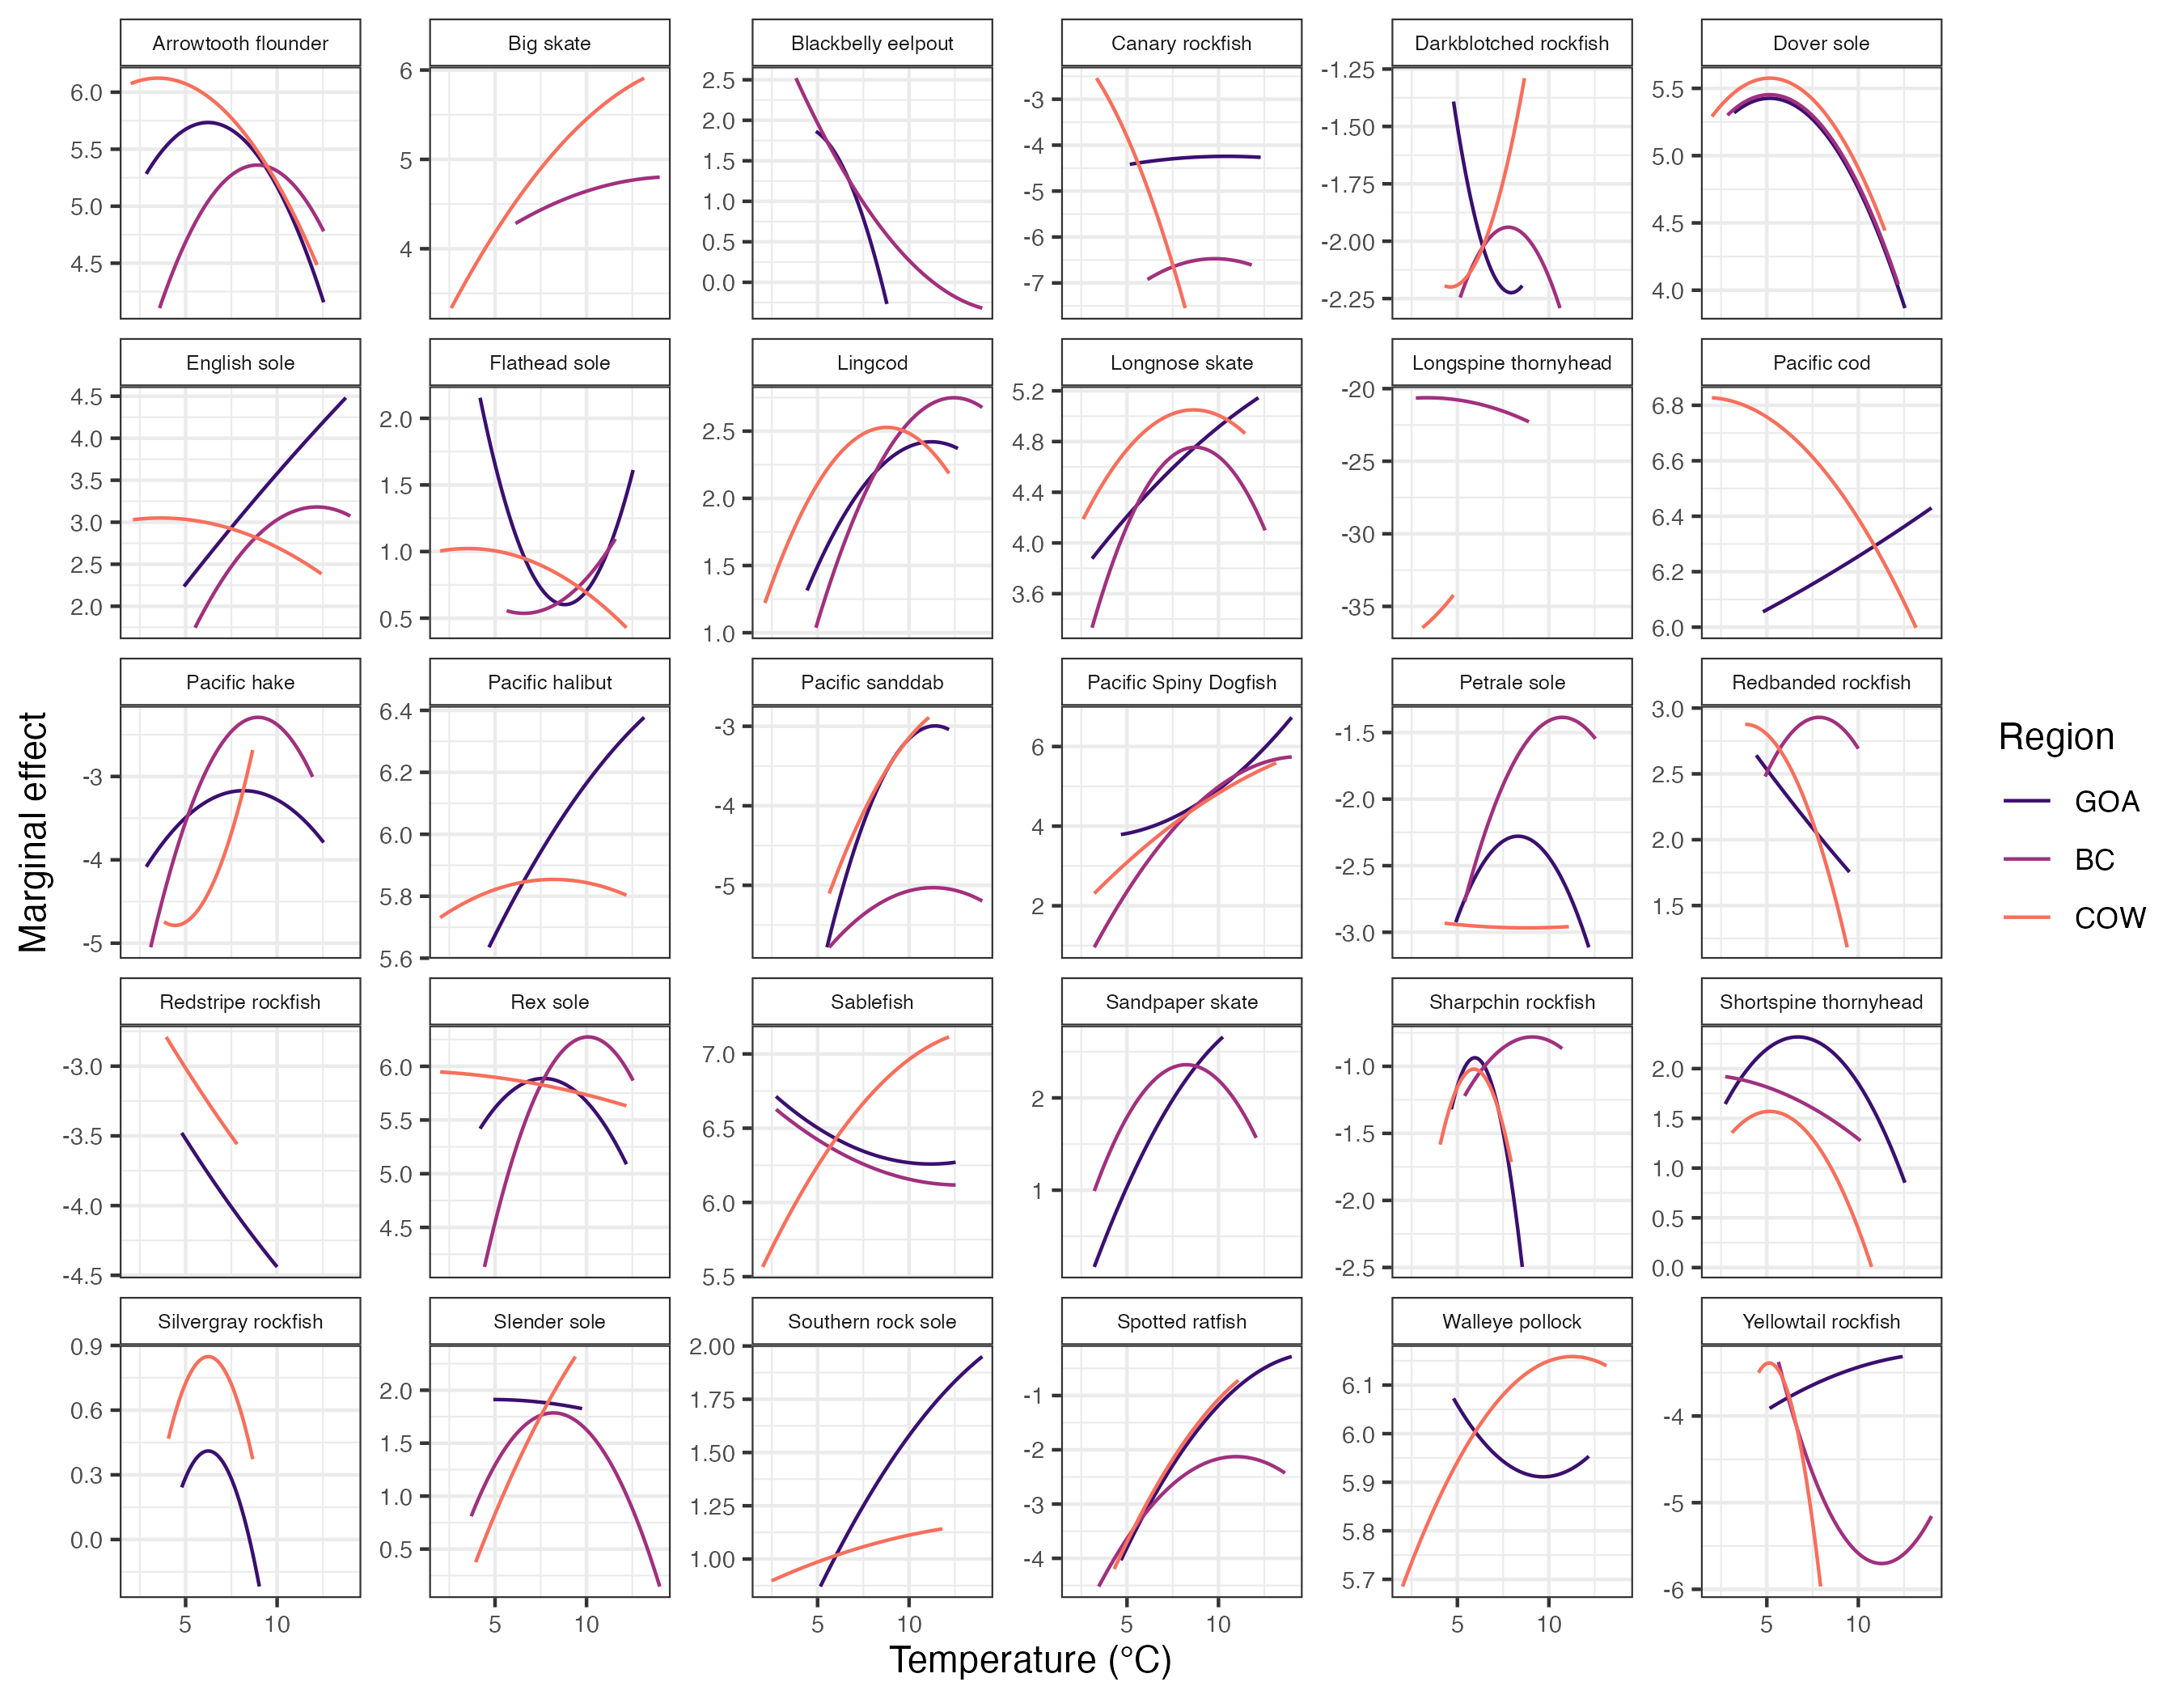 Arrowtooth flounder Big skate Blackbelly eelpout Canary rockfish Darkblotched rockfish Dover sole
6.0 5.5 5.0 4.5
6 5 4
2.5 2.0 1.5 1.0 0.5 0.0
-3 -4 -5 -6 -7
-1.25 -1.50 -1.75 -2.00 -2.25
5.5 5.0 4.5 4.0
English sole Flathead sole Lingcod Longnose skate Longspine thornyhead Pacific cod
4.5 4.0 3.5 3.0 2.5 2.0
2.0 1.5 1.0 0.5
2.5 2.0 1.5 1.0
5.2 4.8 4.4 4.0 3.6
-20 -25 -30 -35
6.8 6.6 6.4 6.2 6.0
Pacific hake Pacific halibut Pacific sanddab Pacific Spiny Dogfish Petrale sole Redbanded rockfish
-3 -4 -5
6.4 6.2 6.0 5.8 5.6
-3 -4 -5
6 4 2
-1.5 -2.0 -2.5 -3.0
3.0 2.5 2.0 1.5
Redstripe rockfish Rex sole Sablefish Sandpaper skate Sharpchin rockfish Shortspine thornyhead
-3.0 -3.5 -4.0 -4.5
6.0 5.5 5.0 4.5
7.0 6.5 6.0 5.5
2 1
-1.0 -1.5 -2.0 -2.5
2.0 1.5 1.0 0.5 0.0
Silvergray rockfish Slender sole Southern rock sole Spotted ratfish Walleye pollock Yellowtail rockfish
0.9 0.6 0.3 0.0
2.0 1.5 1.0 0.5
2.00 1.75 1.50 1.25 1.00
-1 -2 -3 -4
6.1 6.0 5.9 5.8 5.7
-4 -5 -6
5 10 5 10 5 10 5 10 5 10 5 10
Temperature (°C)
Marginal effect
Region
GOA
BC
COW